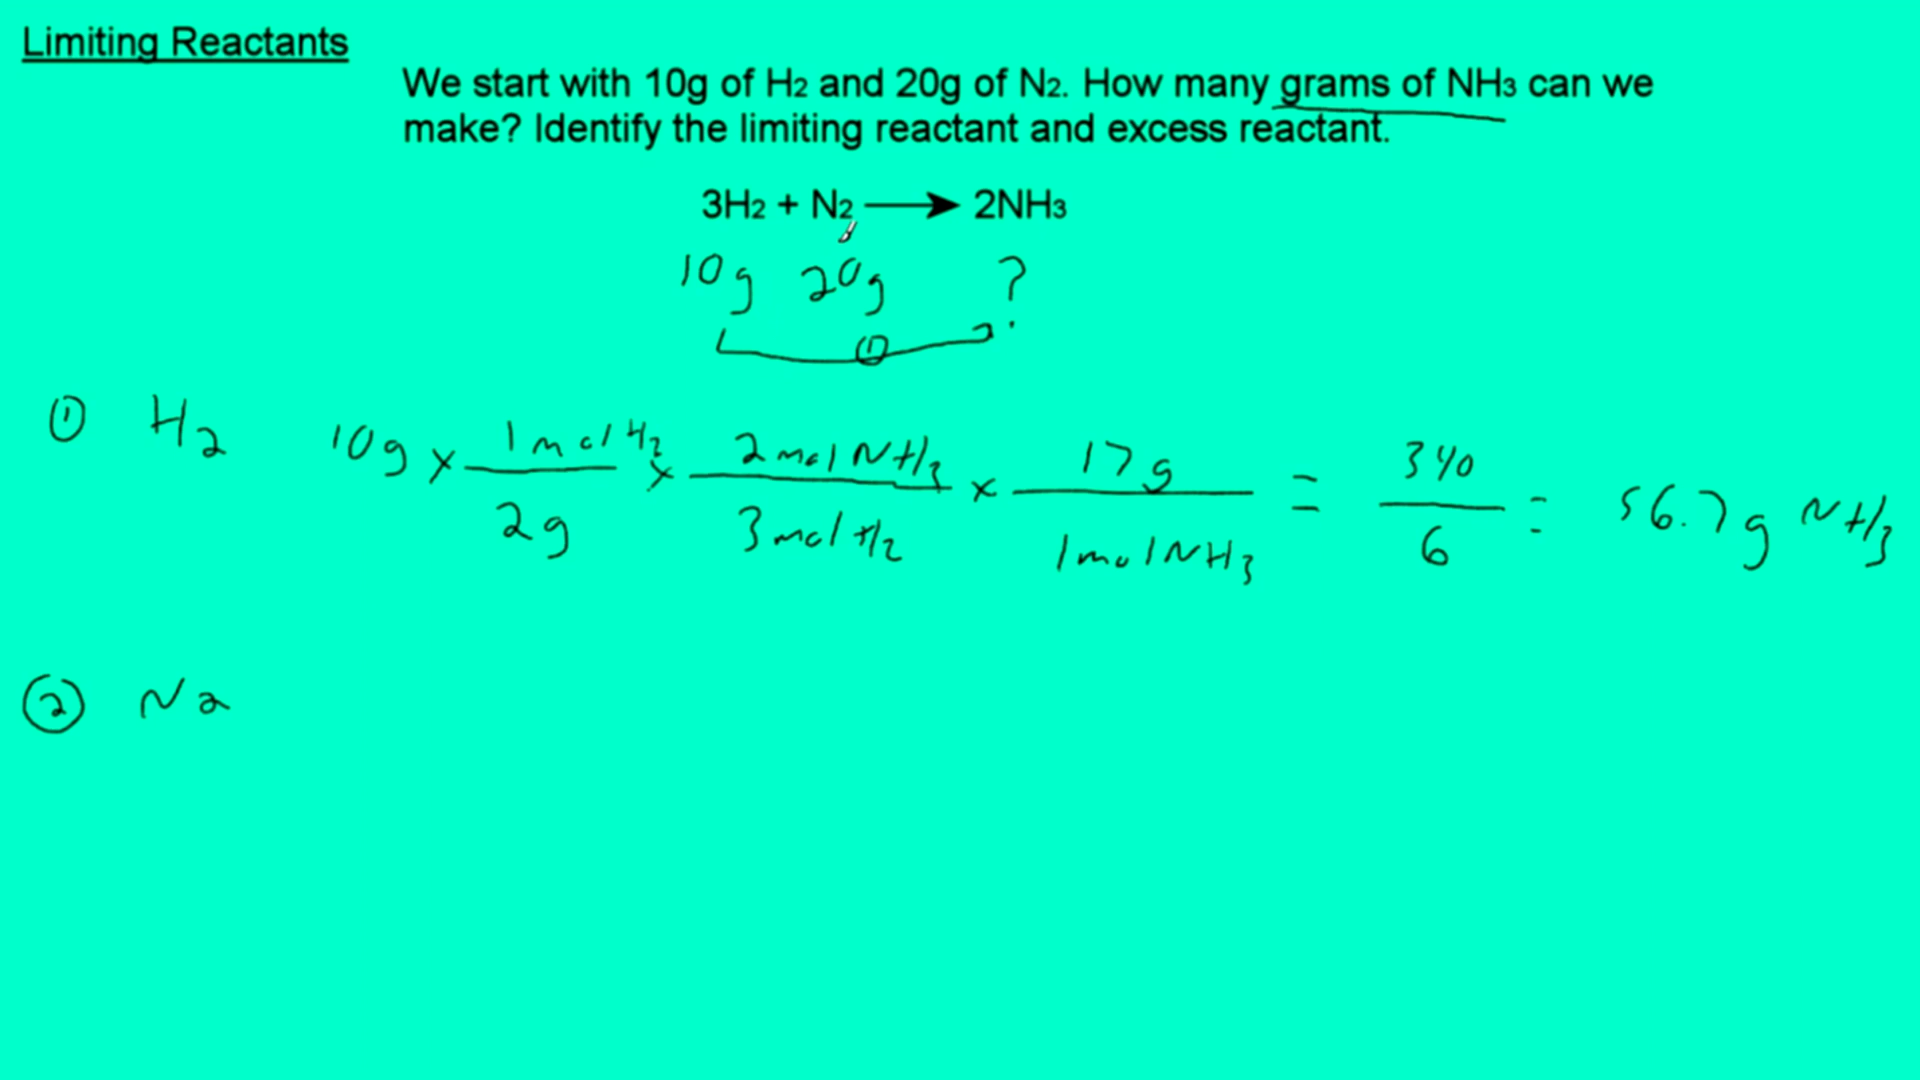 Limiting Reactants
We start with 10g of H2 and 20g of N2. How many grams of NH3 can we
make? Identify the limiting reactant and excess reactant.
3H2 + N2 ⟶ 2NH3
10g 20g ?
①
① H2 10g x 1 mol H2 / 2g x 2 mol NH3 / 3 mol H2 x 17g / 1 mol NH3 = 340 / 6 = 56.7g NH3
② N2